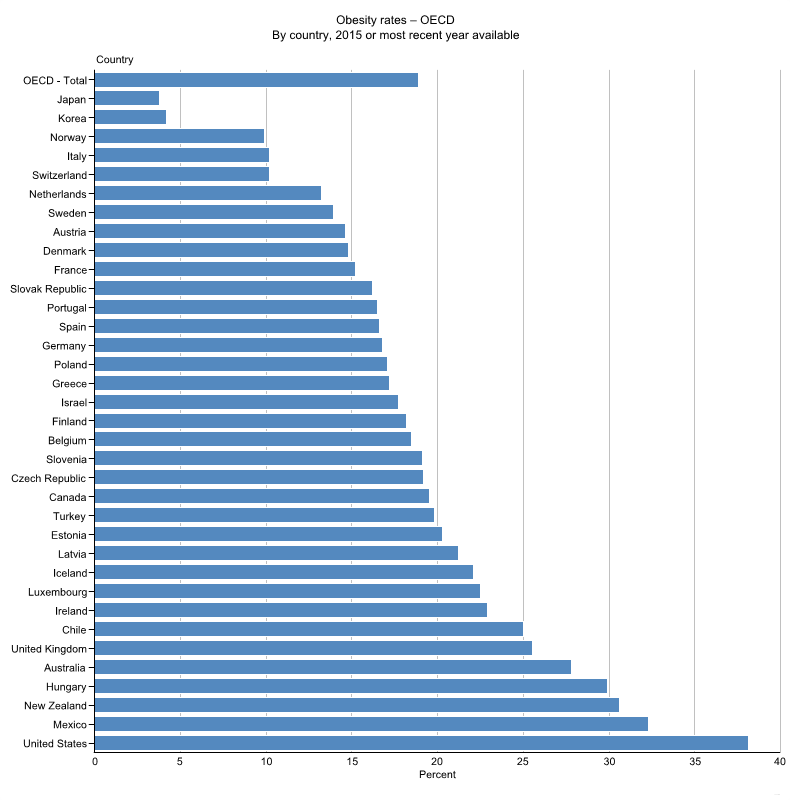 Obesity rates – OECD
By country, 2015 or most recent year available
Country
OECD - Total
Japan
Korea
Norway
Italy
Switzerland
Netherlands
Sweden
Austria
Denmark
France
Slovak Republic
Portugal
Spain
Germany
Poland
Greece
Israel
Finland
Belgium
Slovenia
Czech Republic
Canada
Turkey
Estonia
Latvia
Iceland
Luxembourg
Ireland
Chile
United Kingdom
Australia
Hungary
New Zealand
Mexico
United States
0 5 10 15 20 25 30 35 40
Percent